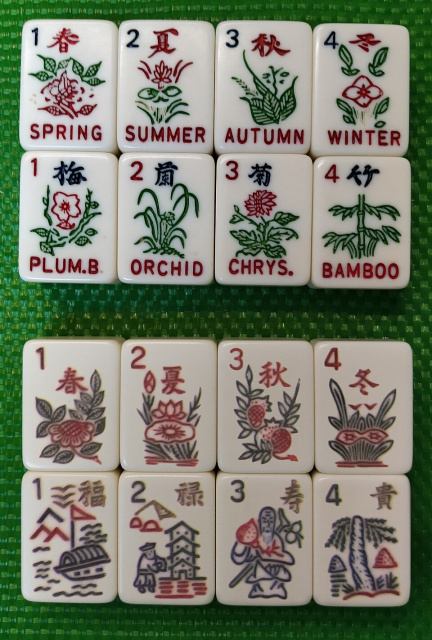 1 春 2 夏 3 秋 4 冬
SPRING SUMMER AUTUMN WINTER
1 梅 2 蘭 3 菊 4 竹
PLUM.B. ORCHID CHRYS. BAMBOO
1 春 2 夏 3 秋 4 冬
1 福 2 禄 3 寿 4 貴